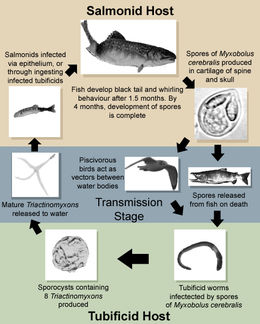 Salmonid Host
Salmonids infected
via epithelium, or
through ingesting
infected tubificids
Spores of Myxobolus
cerebralis produced
in cartilage of spine
and skull
Fish develop black tail and whirling
behaviour after 1.5 months. By
4 months, development of spores
is complete
Piscivorous
birds act as
vectors between
water bodies
Mature Triactinomyxons
released to water
Spores released
from fish on death
Transmission
Stage
Sporocysts containing
8 Triactinomyxons
produced
Tubificid worms
infectected by spores
of Myxobolus cerebralis
Tubificid Host